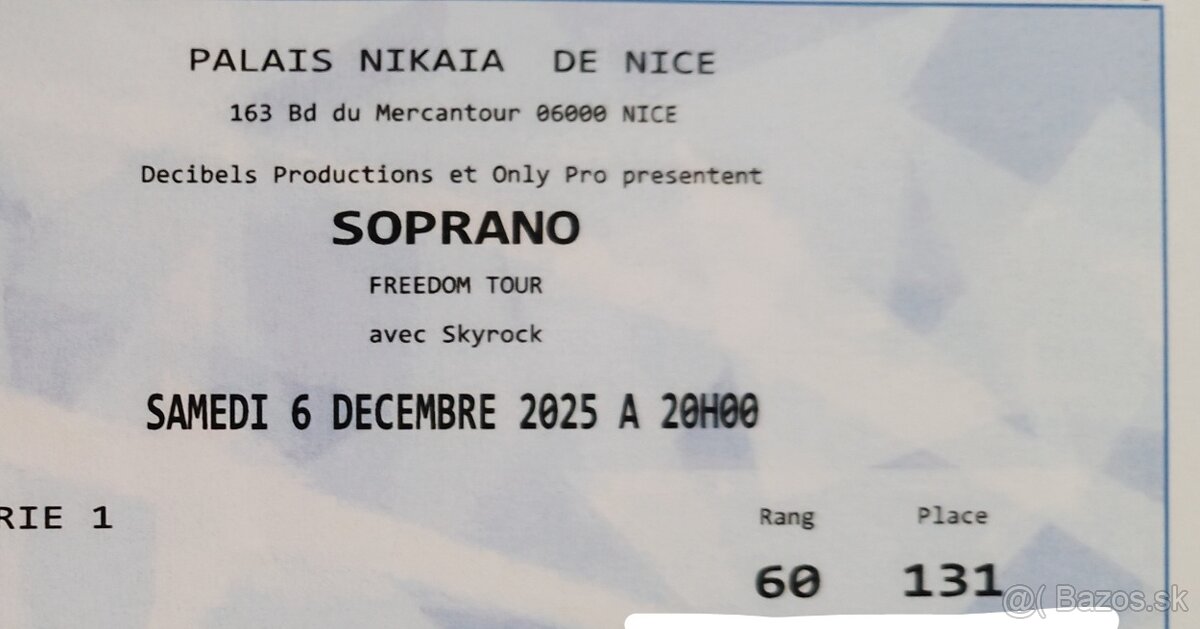 PALAIS NIKAIA DE NICE
163 Bd du Mercantour 06000 NICE
Decibels Productions et Only Pro presentent
SOPRANO
FREEDOM TOUR
avec Skyrock
SAMEDI 6 DECEMBRE 2025 A 20H00
RIE 1
Rang Place
60 131
@( Bazos.sk